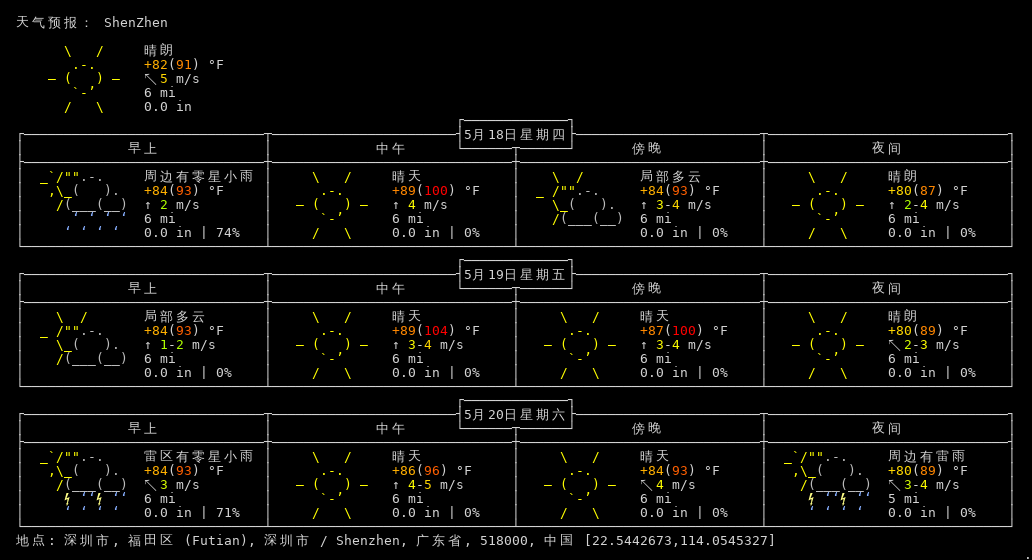 天气预报： ShenZhen
晴朗
+82(91) °F
↖ 5 m/s
6 mi
0.0 in
5月18日星期四
早上 中午 傍晚 夜间
周边有零星小雨 晴天 局部多云 晴朗
+84(93) °F +89(100) °F +84(93) °F +80(87) °F
↑ 2 m/s ↑ 4 m/s ↑ 3-4 m/s ↑ 2-4 m/s
6 mi 6 mi 6 mi 6 mi
0.0 in | 74% 0.0 in | 0% 0.0 in | 0% 0.0 in | 0%
5月19日星期五
早上 中午 傍晚 夜间
局部多云 晴天 晴天 晴朗
+84(93) °F +89(104) °F +87(100) °F +80(89) °F
↑ 1-2 m/s ↑ 3-4 m/s ↑ 3-4 m/s ↖ 2-3 m/s
6 mi 6 mi 6 mi 6 mi
0.0 in | 0% 0.0 in | 0% 0.0 in | 0% 0.0 in | 0%
5月20日星期六
早上 中午 傍晚 夜间
雷区有零星小雨 晴天 晴天 周边有雷雨
+84(93) °F +86(96) °F +84(93) °F +80(89) °F
↖ 3 m/s ↑ 4-5 m/s ↖ 4 m/s ↖ 3-4 m/s
6 mi 6 mi 6 mi 5 mi
0.0 in | 71% 0.0 in | 0% 0.0 in | 0% 0.0 in | 0%
地点: 深圳市, 福田区 (Futian), 深圳市 / Shenzhen, 广东省, 518000, 中国 [22.5442673,114.0545327]